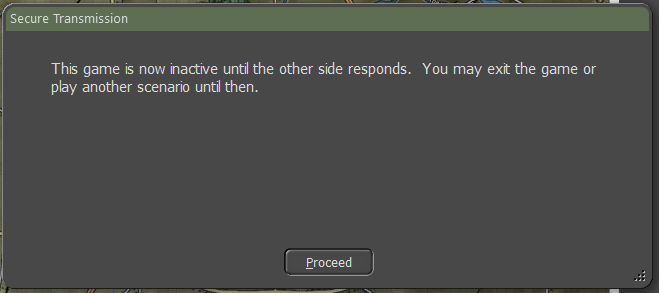 Secure Transmission
This game is now inactive until the other side responds.  You may exit the game or
play another scenario until then.
Proceed